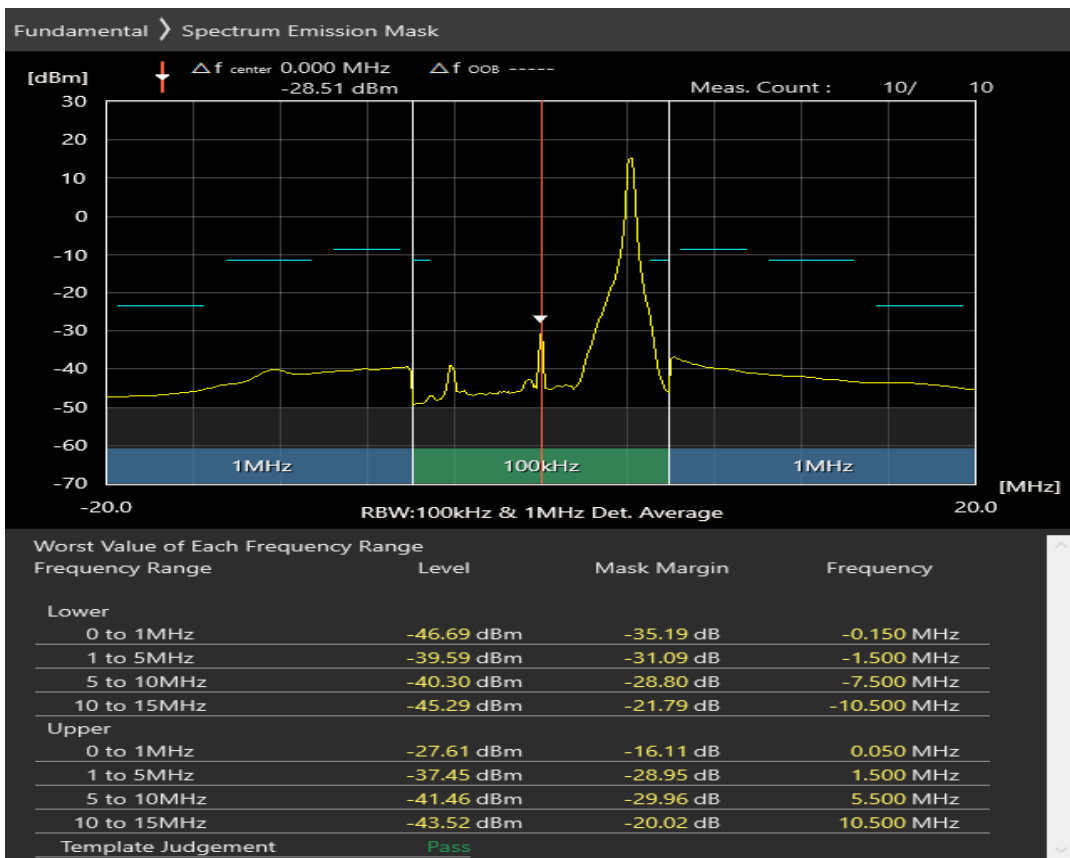 Fundamental 〉 Spectrum Emission Mask
[dBm] △f center 0.000 MHz △f OOB -----
-28.51 dBm Meas. Count : 10/ 10
30
20
10
0
-10
-20
-30
-40
-50
-60
-70
1MHz 100kHz 1MHz
[MHz]
-20.0 RBW:100kHz & 1MHz Det. Average 20.0
Worst Value of Each Frequency Range
Frequency Range Level Mask Margin Frequency
Lower
0 to 1MHz -46.69 dBm -35.19 dB -0.150 MHz
1 to 5MHz -39.59 dBm -31.09 dB -1.500 MHz
5 to 10MHz -40.30 dBm -28.80 dB -7.500 MHz
10 to 15MHz -45.29 dBm -21.79 dB -10.500 MHz
Upper
0 to 1MHz -27.61 dBm -16.11 dB 0.050 MHz
1 to 5MHz -37.45 dBm -28.95 dB 1.500 MHz
5 to 10MHz -41.46 dBm -29.96 dB 5.500 MHz
10 to 15MHz -43.52 dBm -20.02 dB 10.500 MHz
Template Judgement Pass